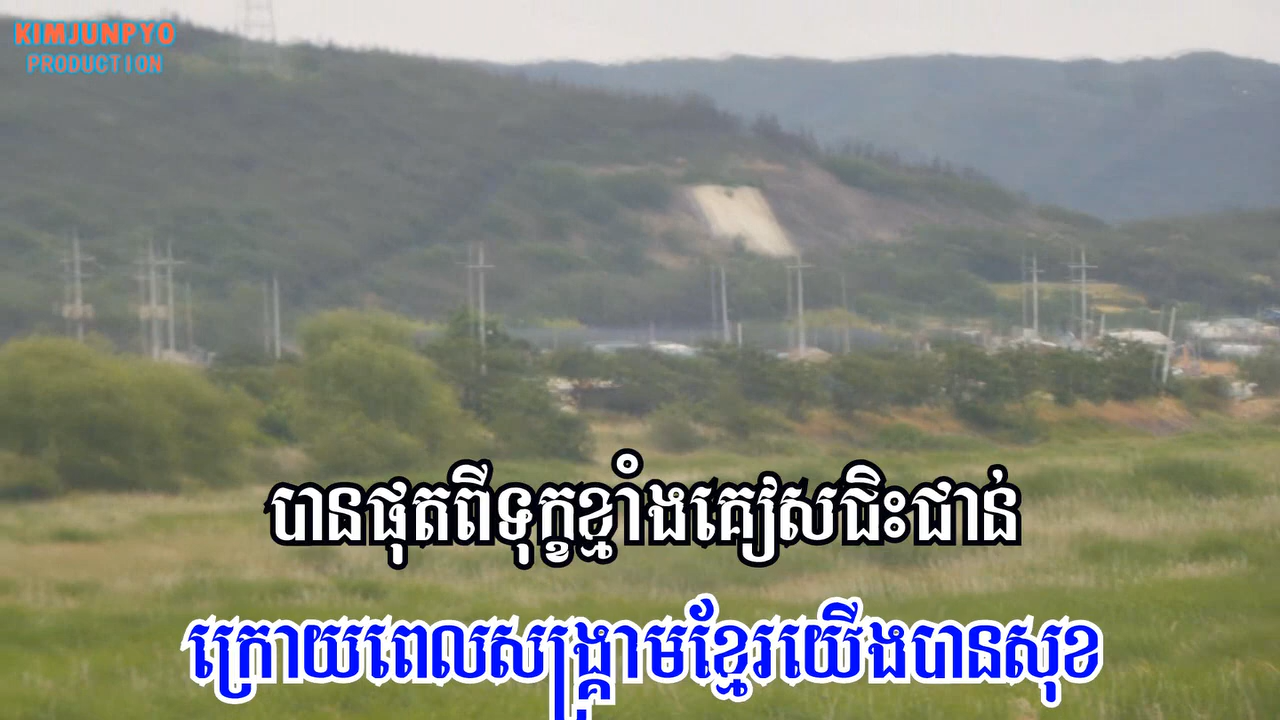 KIMJUNPYO
PRODUCTION
បានផុតពីទុក្ខខ្មាំងគៀសជិះជាន់
ក្រោយពេលសង្គ្រាមខ្មែរយើងបានសុខ